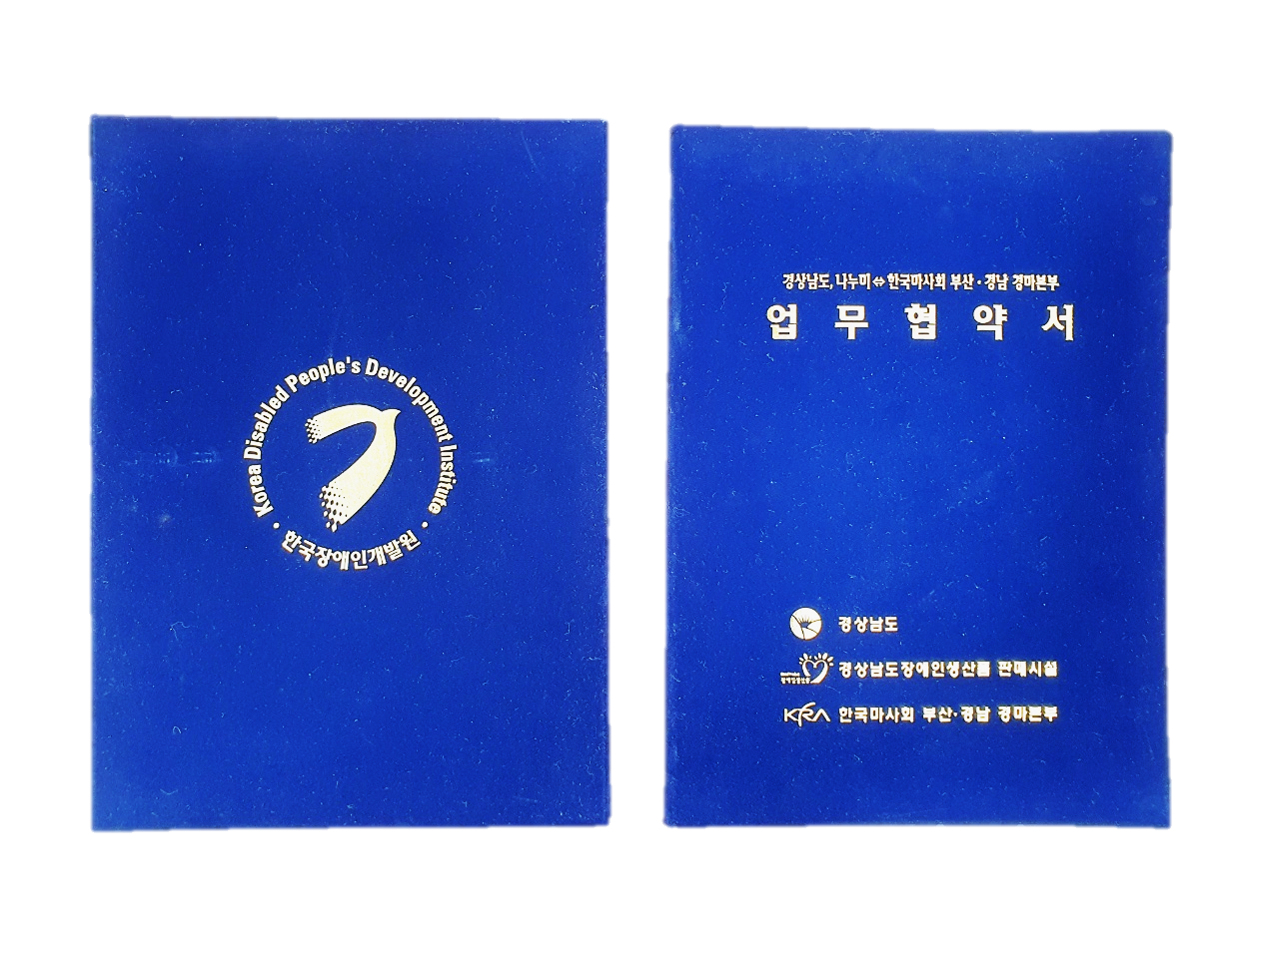 Korea Disabled People's Development Institute
한국장애인개발원
경상남도, 나누미⇔한국마사회 부산·경남 경마본부
업무협약서
경상남도
경상남도장애인생산품 판매시설
KRA 한국마사회 부산·경남 경마본부